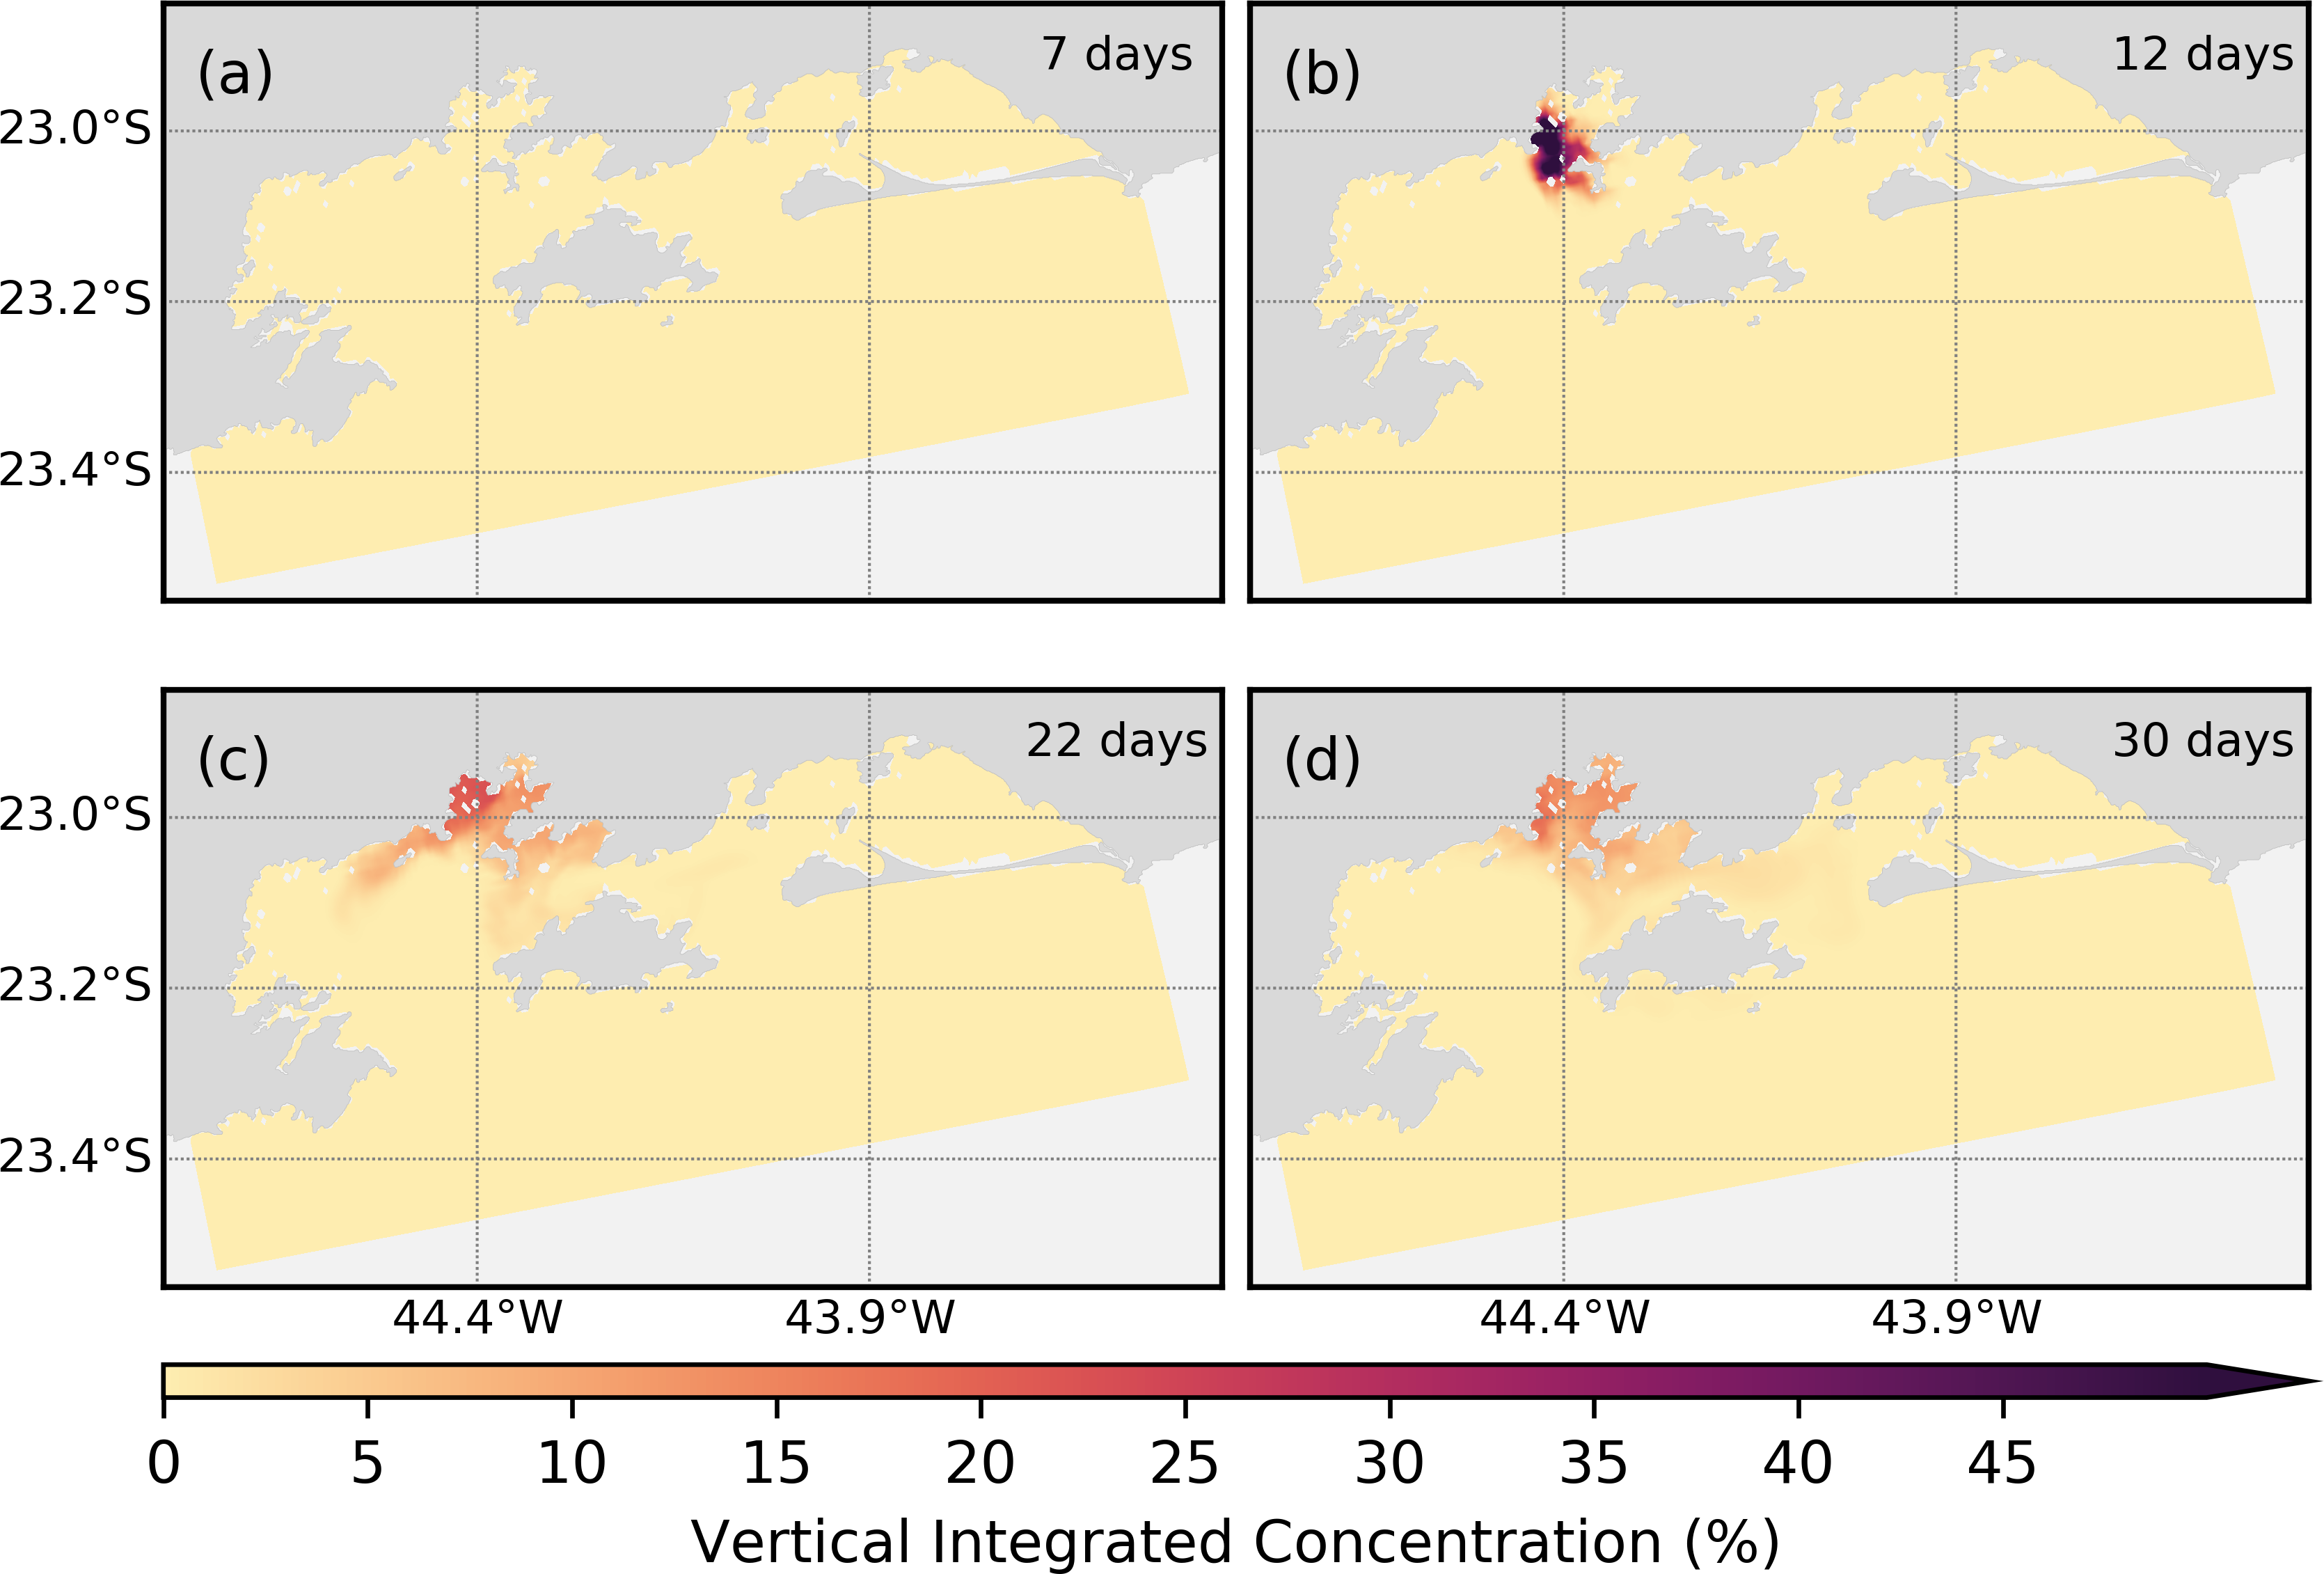 (a) 7 days
(b) 12 days
23.0°S
23.2°S
23.4°S
(c) 22 days
(d) 30 days
23.0°S
23.2°S
23.4°S
44.4°W 43.9°W 44.4°W 43.9°W
0 5 10 15 20 25 30 35 40 45
Vertical Integrated Concentration (%)